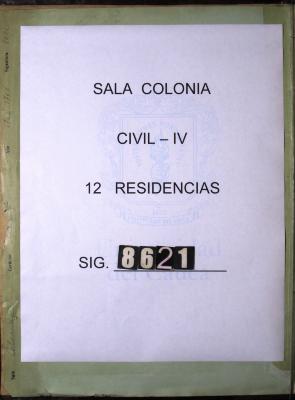 SALA COLONIA
CIVIL – IV
12 RESIDENCIAS
SIG. 8621